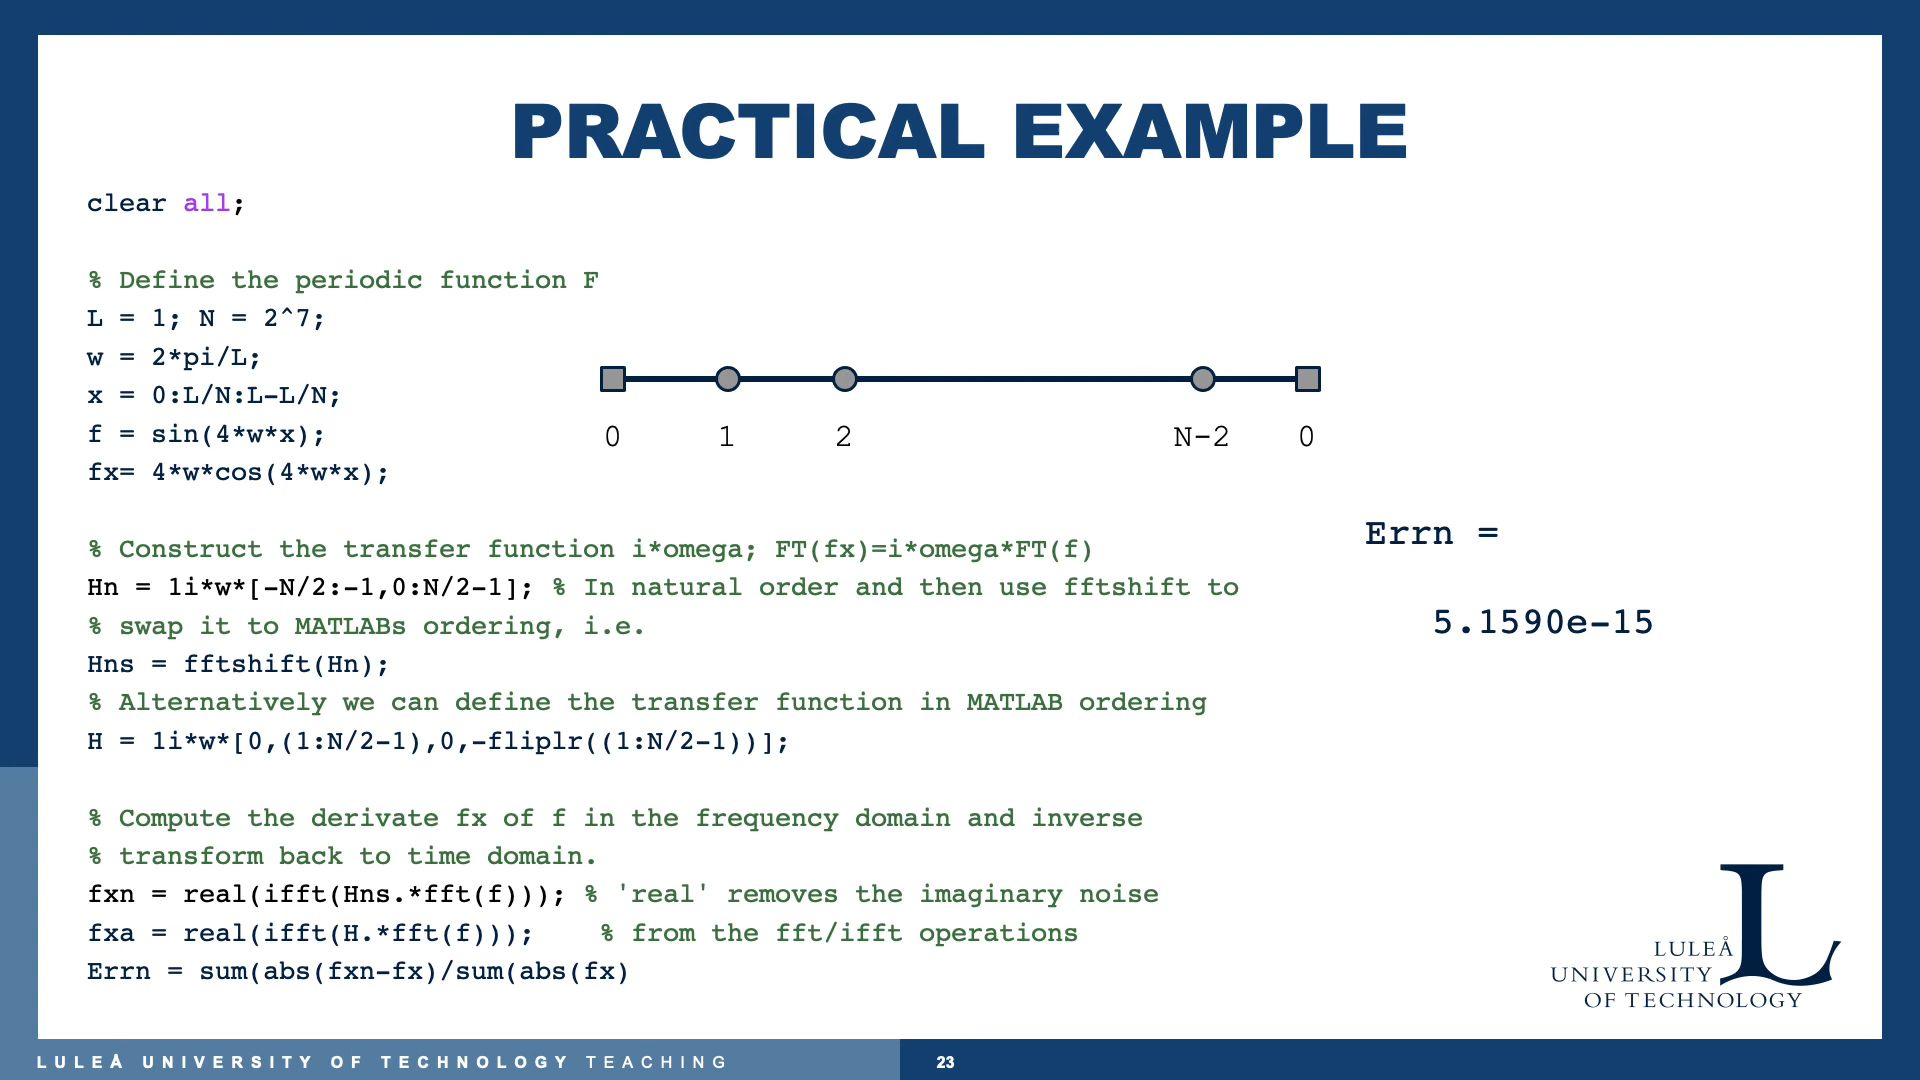 PRACTICAL EXAMPLE
clear all;
% Define the periodic function F
L = 1; N = 2^7;
w = 2*pi/L;
x = 0:L/N:L-L/N;
f = sin(4*w*x);
fx= 4*w*cos(4*w*x);
0 1 2 N-2 0
% Construct the transfer function i*omega; FT(fx)=i*omega*FT(f)
Hn = 1i*w*[-N/2:-1,0:N/2-1]; % In natural order and then use fftshift to
% swap it to MATLABs ordering, i.e.
Hns = fftshift(Hn);
% Alternatively we can define the transfer function in MATLAB ordering
H = 1i*w*[0,(1:N/2-1),0,-fliplr((1:N/2-1))];
% Compute the derivate fx of f in the frequency domain and inverse
% transform back to time domain.
fxn = real(ifft(Hns.*fft(f))); % 'real' removes the imaginary noise
fxa = real(ifft(H.*fft(f))); % from the fft/ifft operations
Errn = sum(abs(fxn-fx)/sum(abs(fx)
Errn =
5.1590e-15
LULEÅ
UNIVERSITY
OF TECHNOLOGY
L
LULEÅ UNIVERSITY OF TECHNOLOGY TEACHING
23